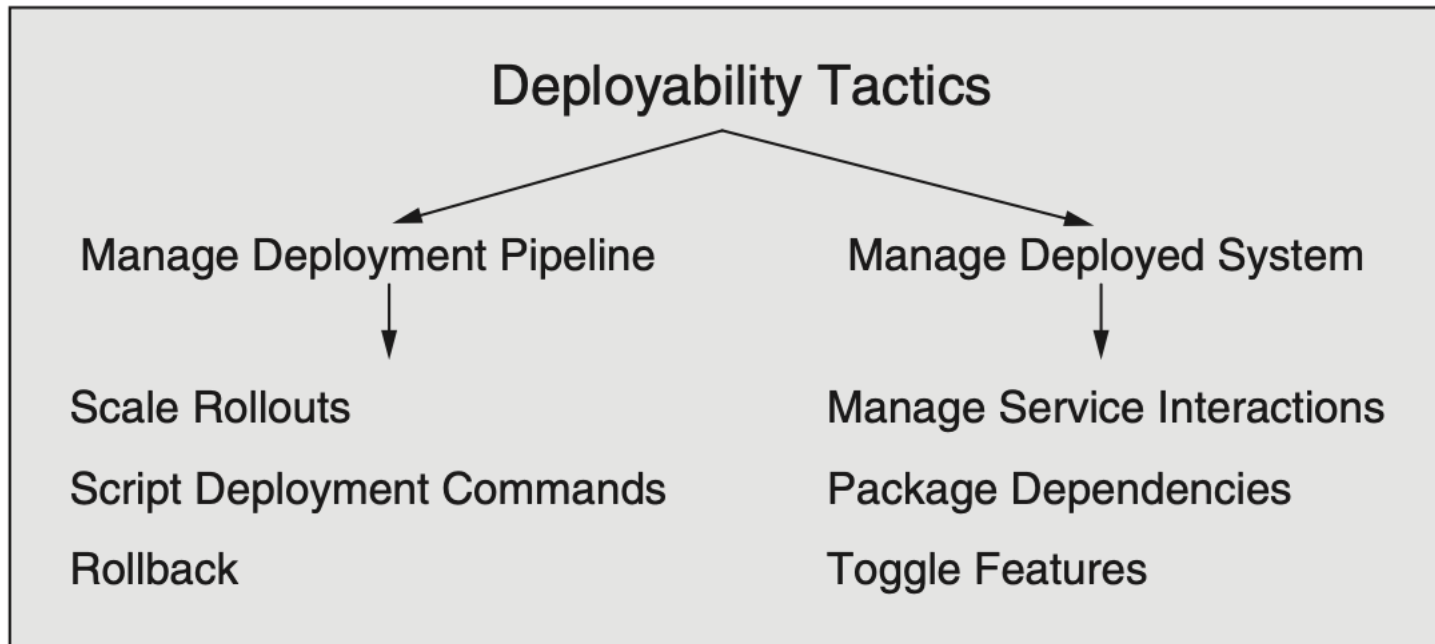 Deployability Tactics
Manage Deployment Pipeline
Scale Rollouts
Script Deployment Commands
Rollback
Manage Deployed System
Manage Service Interactions
Package Dependencies
Toggle Features